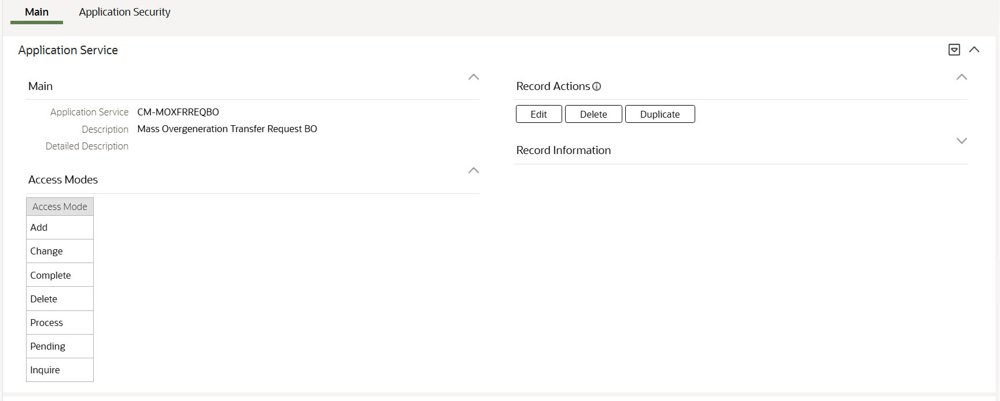 Main
Application Security
Application Service
Main
Application Service CM-MOXFRREQBO
Description Mass Overgeneration Transfer Request BO
Detailed Description
Access Modes
Access Mode
Add
Change
Complete
Delete
Process
Pending
Inquire
Record Actions
Edit
Delete
Duplicate
Record Information